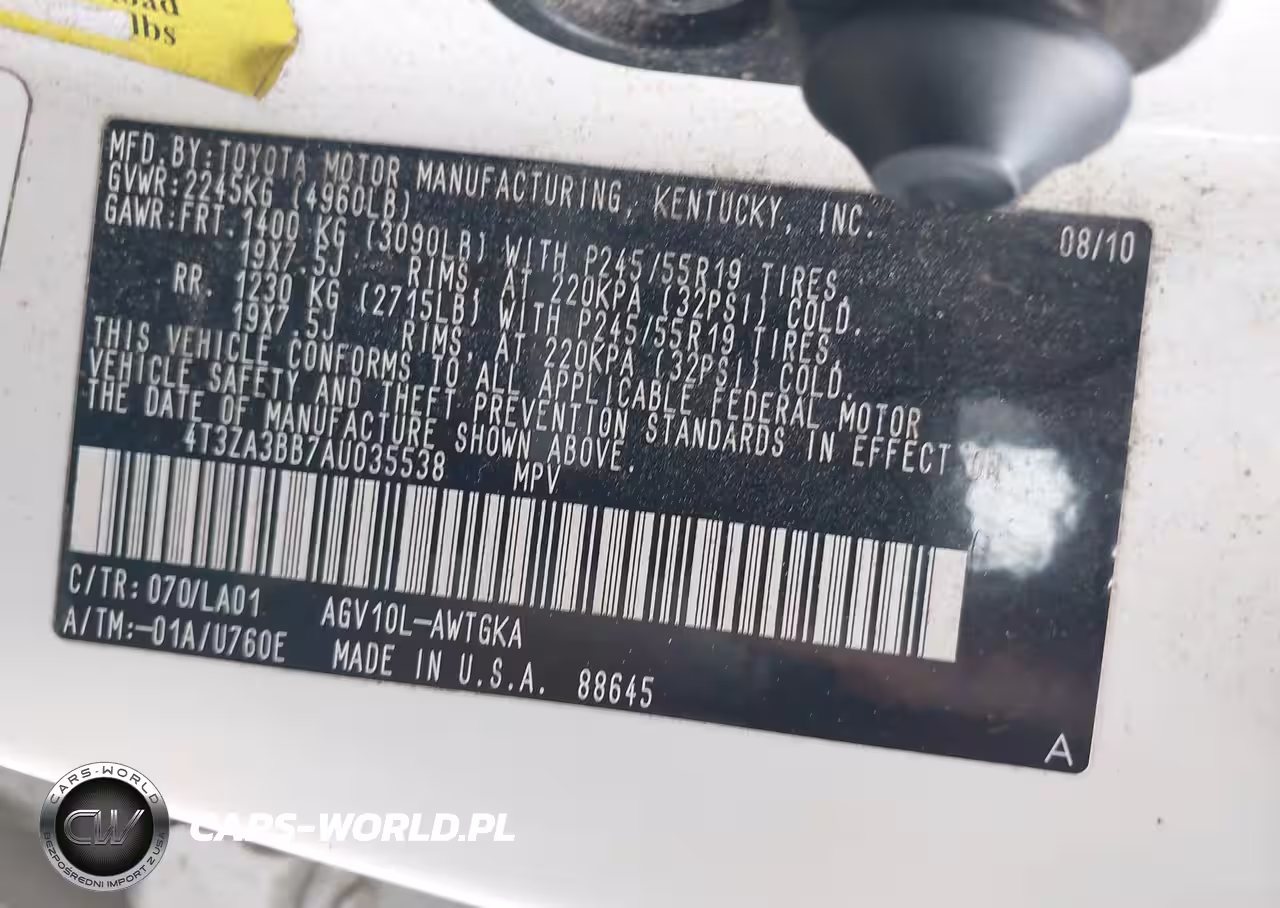 oad
lbs
MFD.BY:TOYOTA MOTOR MANUFACTURING, KENTUCKY, INC.
08/10
GVWR:2245KG (4960LB)
GAWR:FRT.1400 KG (3090LB) WITH P245/55R19 TIRES,
19X7.5J RIMS, AT 220KPA (32PSI) COLD.
RR. 1230 KG (2715LB) WITH P245/55R19 TIRES,
19X7.5J RIMS, AT 220KPA (32PSI) COLD.
THIS VEHICLE CONFORMS TO ALL APPLICABLE FEDERAL MOTOR
VEHICLE SAFETY AND THEFT PREVENTION STANDARDS IN EFFECT ON
THE DATE OF MANUFACTURE SHOWN ABOVE.
4T3ZA3BB7AU035538 MPV
C/TR: 070/LA01 AGV10L-AWTGKA
A/TM:-01A/U760E MADE IN U.S.A. 88645
A
CARS-WORLD
CW
BEZPOŚREDNI IMPORT Z USA
CARS-WORLD.PL